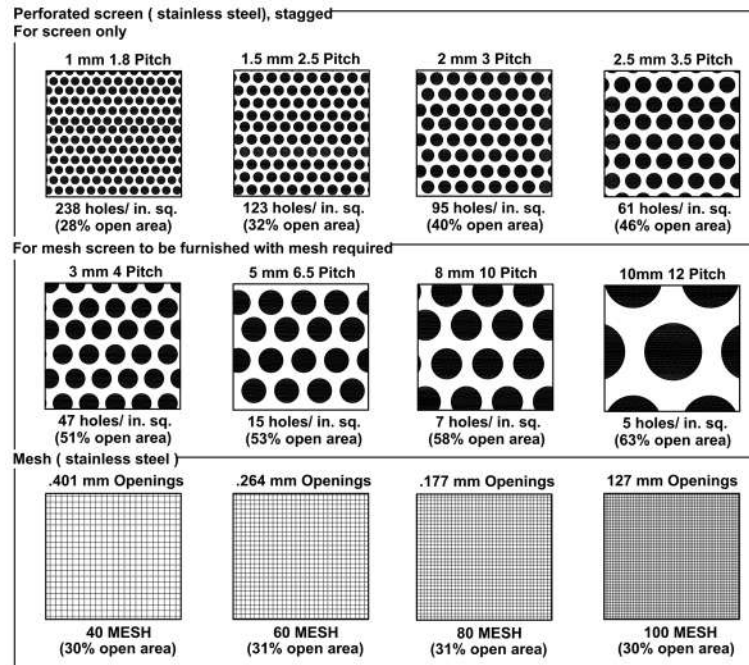 Perforated screen ( stainless steel), stagged
For screen only
1 mm 1.8 Pitch
1.5 mm 2.5 Pitch
2 mm 3 Pitch
2.5 mm 3.5 Pitch
238 holes/ in. sq.
(28% open area)
123 holes/ in. sq.
(32% open area)
95 holes/ in. sq.
(40% open area)
61 holes/ in. sq.
(46% open area)
For mesh screen to be furnished with mesh required
3 mm 4 Pitch
5 mm 6.5 Pitch
8 mm 10 Pitch
10mm 12 Pitch
47 holes/ in. sq.
(51% open area)
15 holes/ in. sq.
(53% open area)
7 holes/ in. sq.
(58% open area)
5 holes/ in. sq.
(63% open area)
Mesh ( stainless steel )
.401 mm Openings
.264 mm Openings
.177 mm Openings
127 mm Openings
40 MESH
(30% open area)
60 MESH
(31% open area)
80 MESH
(31% open area)
100 MESH
(30% open area)